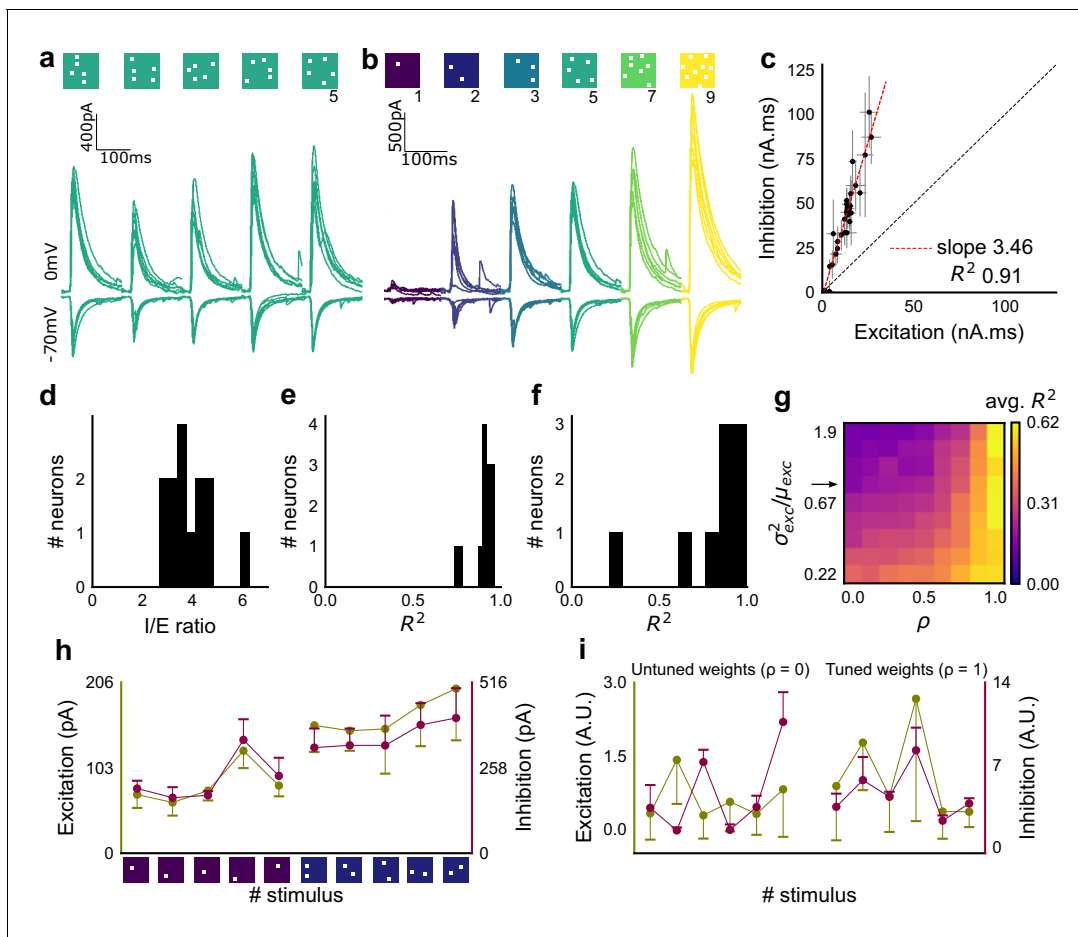 a
5
400pA
100ms
0mV
-70mV
b
1 2 3 5 7 9
500pA
100ms
c
125
100
75
50
25
0
0 50 100
Inhibition (nA.ms)
Excitation (nA.ms)
slope 3.46
R² 0.91
d
# neurons
2
1
0
0 2 4 6
I/E ratio
e
# neurons
4
3
2
1
0
0.0 0.5 1.0
R²
f
# neurons
3
2
1
0
0.0 0.5 1.0
R²
g
avg. R²
σ²exc/μexc
1.9
0.67
0.22
0.0 0.5 1.0
ρ
0.62
0.31
0.00
h
Excitation (pA)
206
103
0
516
258
0
Inhibition (pA)
# stimulus
i
Untuned weights (ρ = 0) Tuned weights (ρ = 1)
Excitation (A.U.)
3.0
1.5
0.0
14
7
0
Inhibition (A.U.)
# stimulus